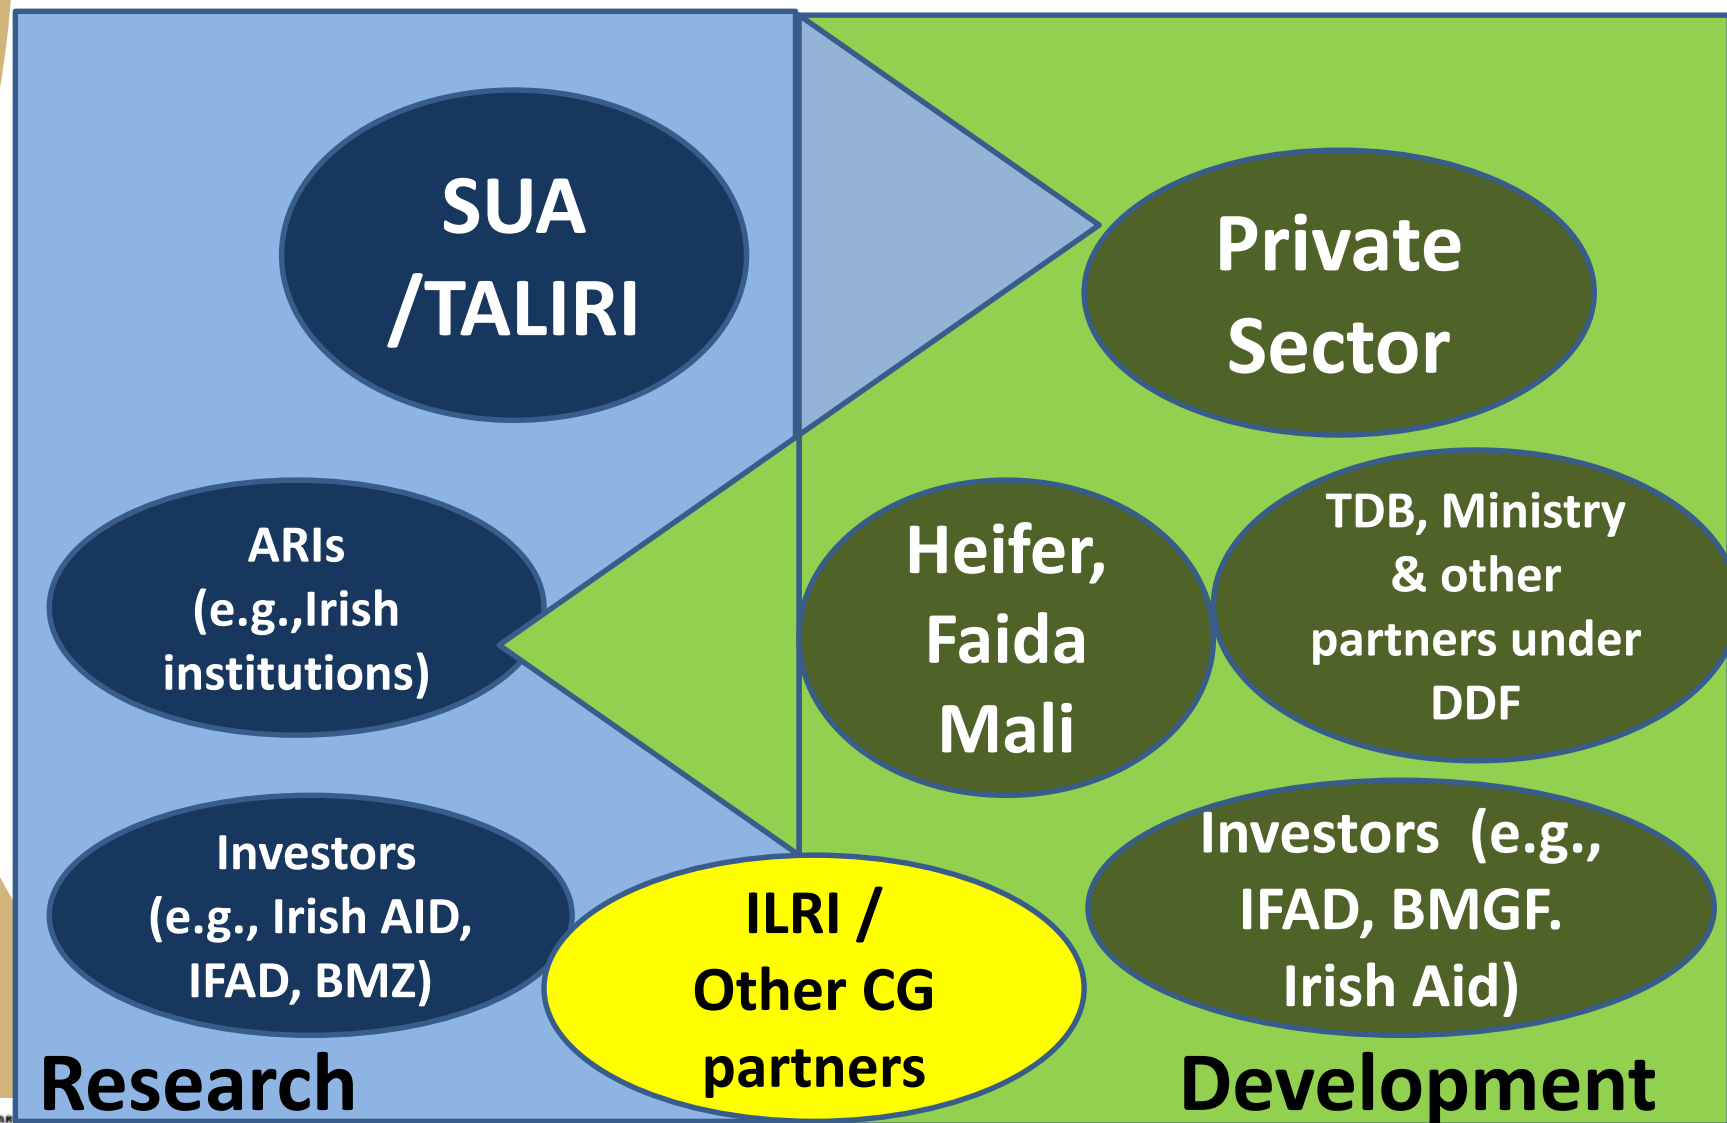 SUA
/TALIRI
Private
Sector
ARIs
(e.g.,Irish
institutions)
Heifer,
Faida
Mali
TDB, Ministry
& other
partners under
DDF
Investors
(e.g., Irish AID,
IFAD, BMZ)
ILRI /
Other CG
partners
Investors (e.g.,
IFAD, BMGF.
Irish Aid)
Research
Development